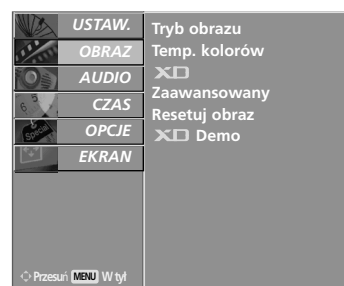 USTAW.
OBRAZ
AUDIO
CZAS
OPCJE
EKRAN
Tryb obrazu
Temp. kolorów
XD
Zaawansowany
Resetuj obraz
XD Demo
Przesuń MENU W tył